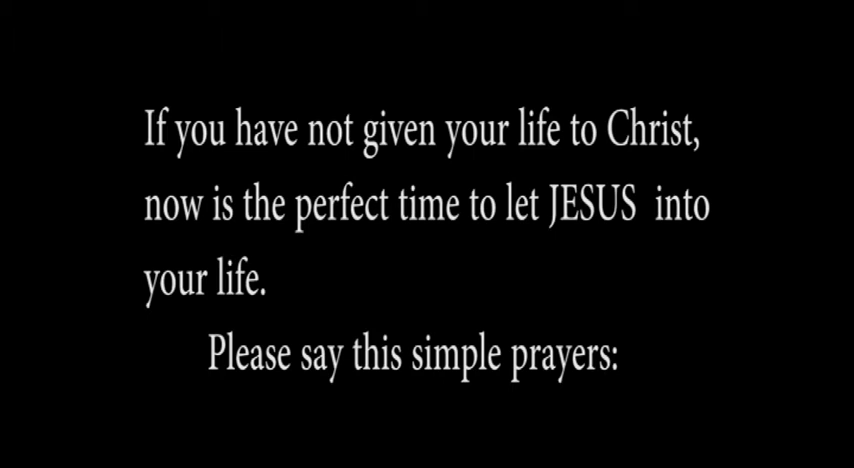 If you have not given your life to Christ,
now is the perfect time to let JESUS into
your life.
Please say this simple prayers: